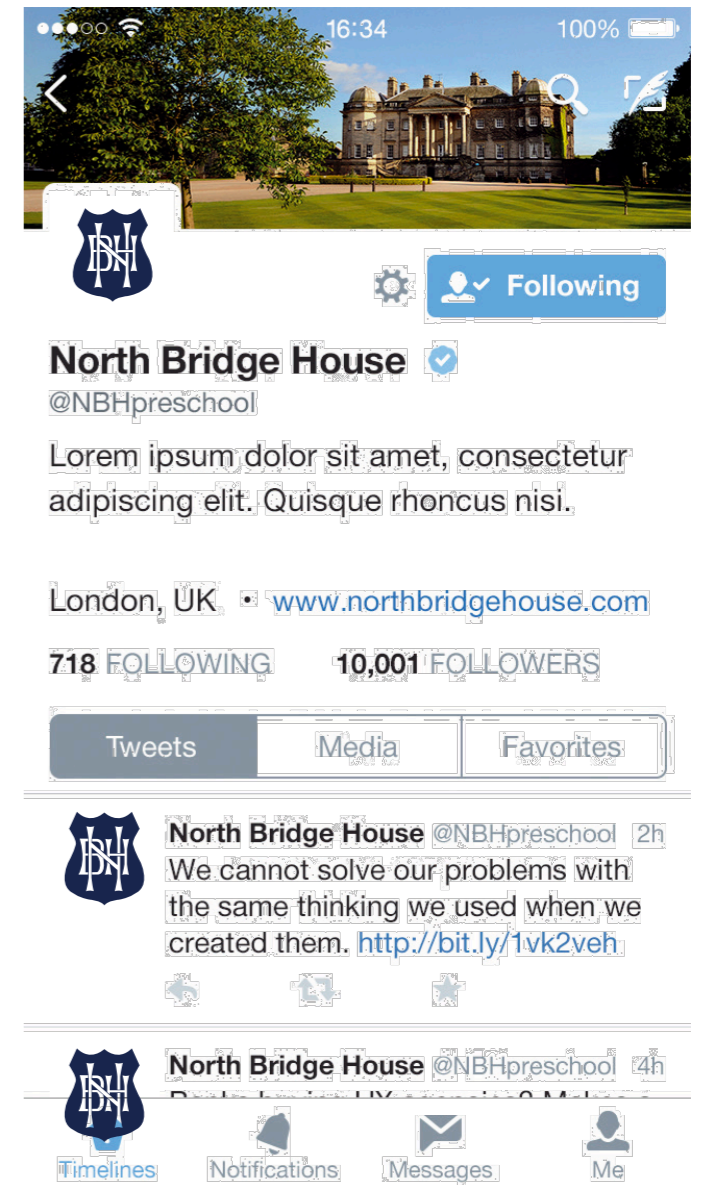 16:34 100%
NBH
Following
North Bridge House
@NBHpreschool
Lorem ipsum dolor sit amet, consectetur
adipiscing elit. Quisque rhoncus nisi.
London, UK • www.northbridgehouse.com
718 FOLLOWING 10,001 FOLLOWERS
Tweets Media Favorites
NBH
North Bridge House @NBHpreschool 2h
We cannot solve our problems with
the same thinking we used when we
created them. http://bit.ly/1vk2veh
NBH
North Bridge House @NBHpreschool 4h
Timelines Notifications Messages Me